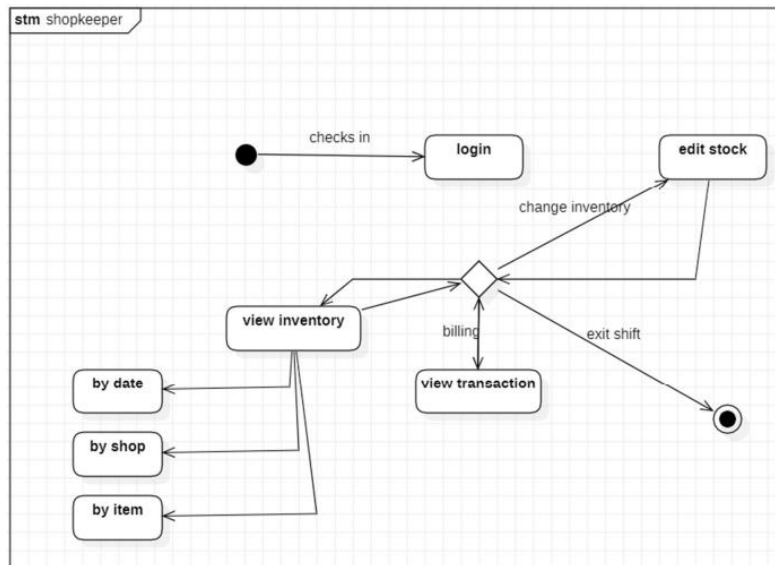 stm shopkeeper
checks in
login
edit stock
change inventory
view inventory
billing
exit shift
view transaction
by date
by shop
by item